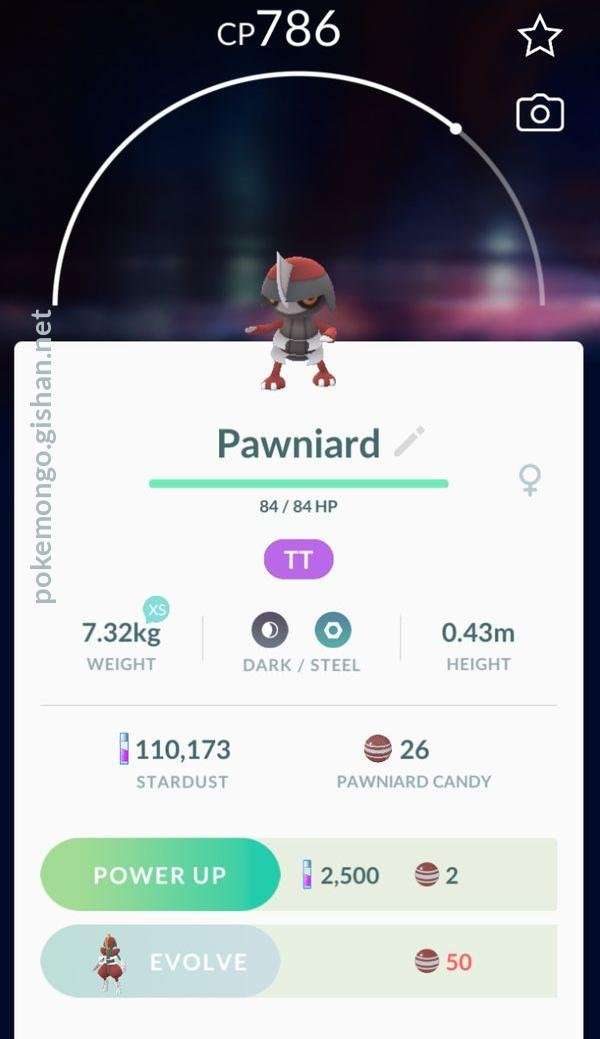 CP786
pokemongo.gishan.net
Pawniard
84 / 84 HP
TT
XS
7.32kg
WEIGHT
DARK / STEEL
0.43m
HEIGHT
110,173
STARDUST
26
PAWNIARD CANDY
POWER UP
2,500
2
EVOLVE
50